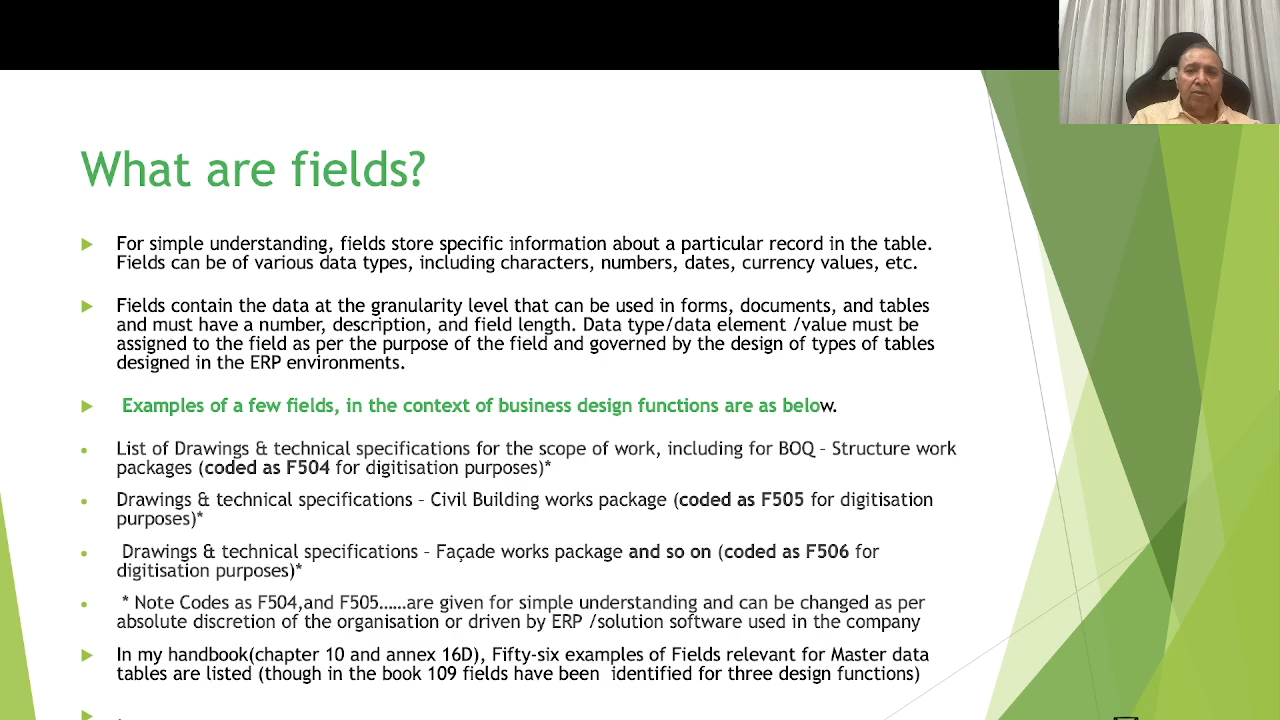 What are fields?
For simple understanding, fields store specific information about a particular record in the table.
Fields can be of various data types, including characters, numbers, dates, currency values, etc.
Fields contain the data at the granularity level that can be used in forms, documents, and tables
and must have a number, description, and field length. Data type/data element /value must be
assigned to the field as per the purpose of the field and governed by the design of types of tables
designed in the ERP environments.
Examples of a few fields, in the context of business design functions are as below.
List of Drawings & technical specifications for the scope of work, including for BOQ – Structure work
packages (coded as F504 for digitisation purposes)*
Drawings & technical specifications – Civil Building works package (coded as F505 for digitisation
purposes)*
Drawings & technical specifications – Façade works package and so on (coded as F506 for
digitisation purposes)*
* Note Codes as F504,and F505……are given for simple understanding and can be changed as per
absolute discretion of the organisation or driven by ERP /solution software used in the company
In my handbook(chapter 10 and annex 16D), Fifty-six examples of Fields relevant for Master data
tables are listed (though in the book 109 fields have been identified for three design functions)
.